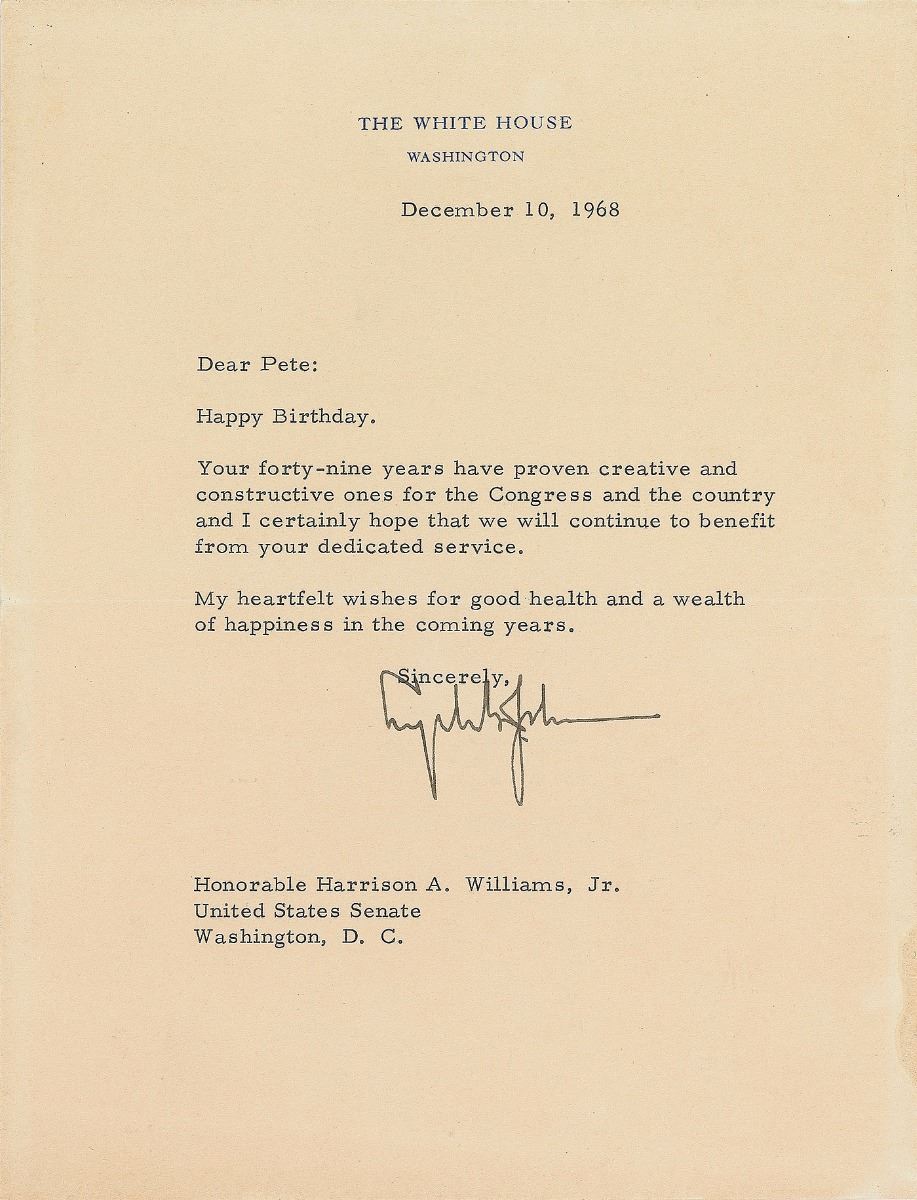 THE WHITE HOUSE
WASHINGTON
December 10, 1968
Dear Pete:
Happy Birthday.
Your forty-nine years have proven creative and
constructive ones for the Congress and the country
and I certainly hope that we will continue to benefit
from your dedicated service.
My heartfelt wishes for good health and a wealth
of happiness in the coming years.
Sincerely,
Honorable Harrison A. Williams, Jr.
United States Senate
Washington, D. C.